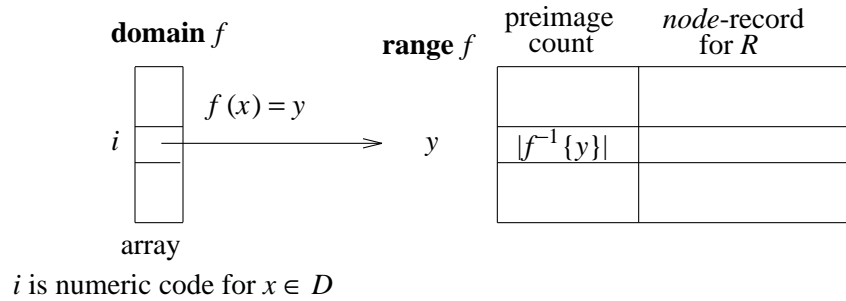 domain f
range f
preimage count
node-record for R
f (x) = y
i
y
|f⁻¹{y}|
array
i is numeric code for x ∈ D